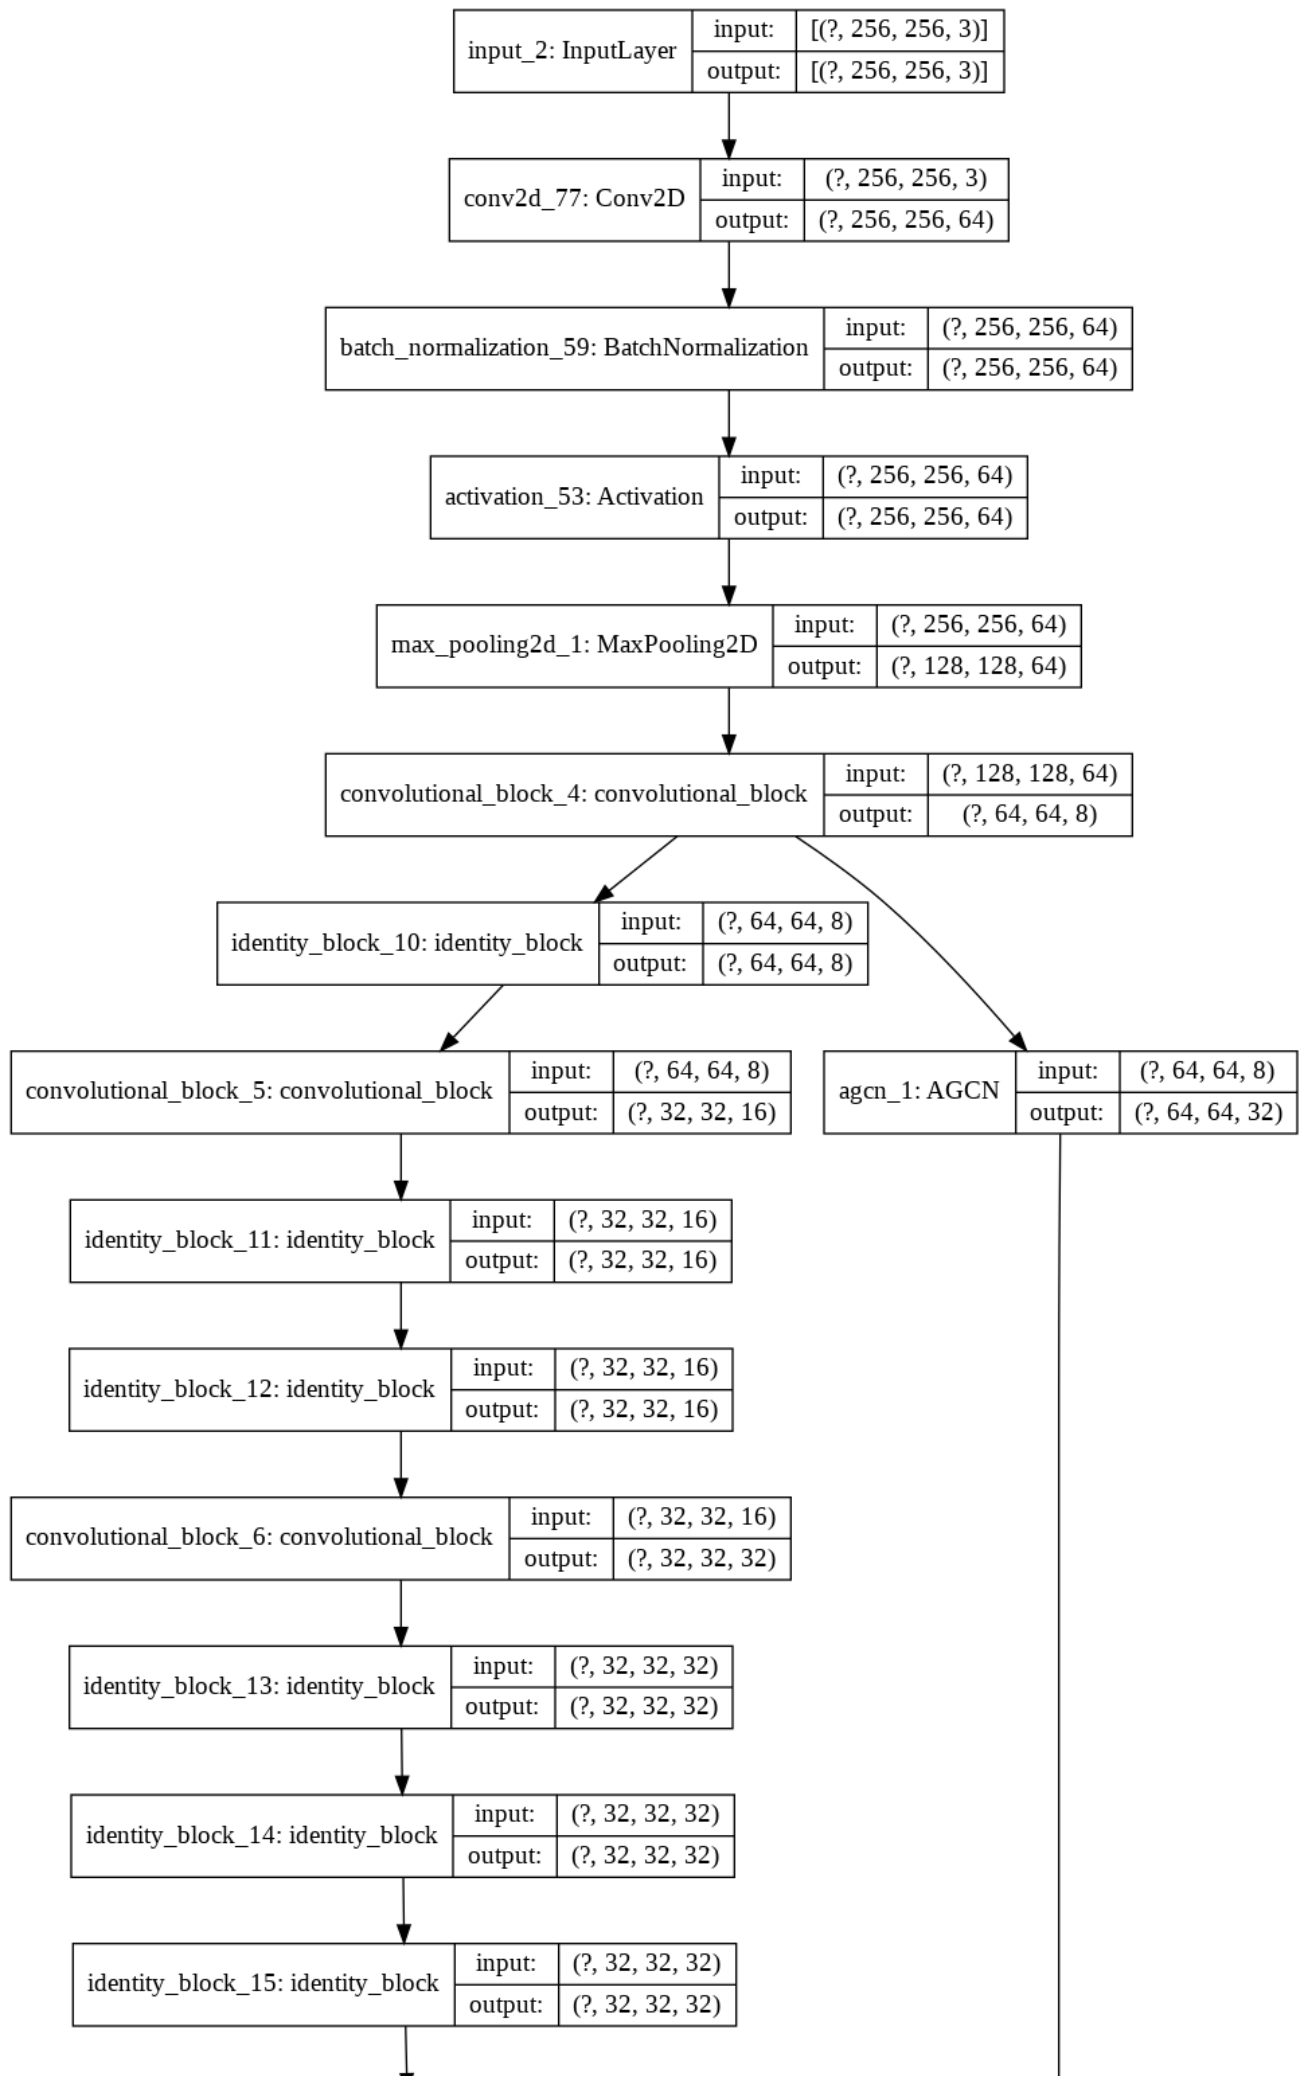 input_2: InputLayer
input:
[(?, 256, 256, 3)]
output:
[(?, 256, 256, 3)]
conv2d_77: Conv2D
input:
(?, 256, 256, 3)
output:
(?, 256, 256, 64)
batch_normalization_59: BatchNormalization
input:
(?, 256, 256, 64)
output:
(?, 256, 256, 64)
activation_53: Activation
input:
(?, 256, 256, 64)
output:
(?, 256, 256, 64)
max_pooling2d_1: MaxPooling2D
input:
(?, 256, 256, 64)
output:
(?, 128, 128, 64)
convolutional_block_4: convolutional_block
input:
(?, 128, 128, 64)
output:
(?, 64, 64, 8)
identity_block_10: identity_block
input:
(?, 64, 64, 8)
output:
(?, 64, 64, 8)
convolutional_block_5: convolutional_block
input:
(?, 64, 64, 8)
output:
(?, 32, 32, 16)
agcn_1: AGCN
input:
(?, 64, 64, 8)
output:
(?, 64, 64, 32)
identity_block_11: identity_block
input:
(?, 32, 32, 16)
output:
(?, 32, 32, 16)
identity_block_12: identity_block
input:
(?, 32, 32, 16)
output:
(?, 32, 32, 16)
convolutional_block_6: convolutional_block
input:
(?, 32, 32, 16)
output:
(?, 32, 32, 32)
identity_block_13: identity_block
input:
(?, 32, 32, 32)
output:
(?, 32, 32, 32)
identity_block_14: identity_block
input:
(?, 32, 32, 32)
output:
(?, 32, 32, 32)
identity_block_15: identity_block
input:
(?, 32, 32, 32)
output:
(?, 32, 32, 32)